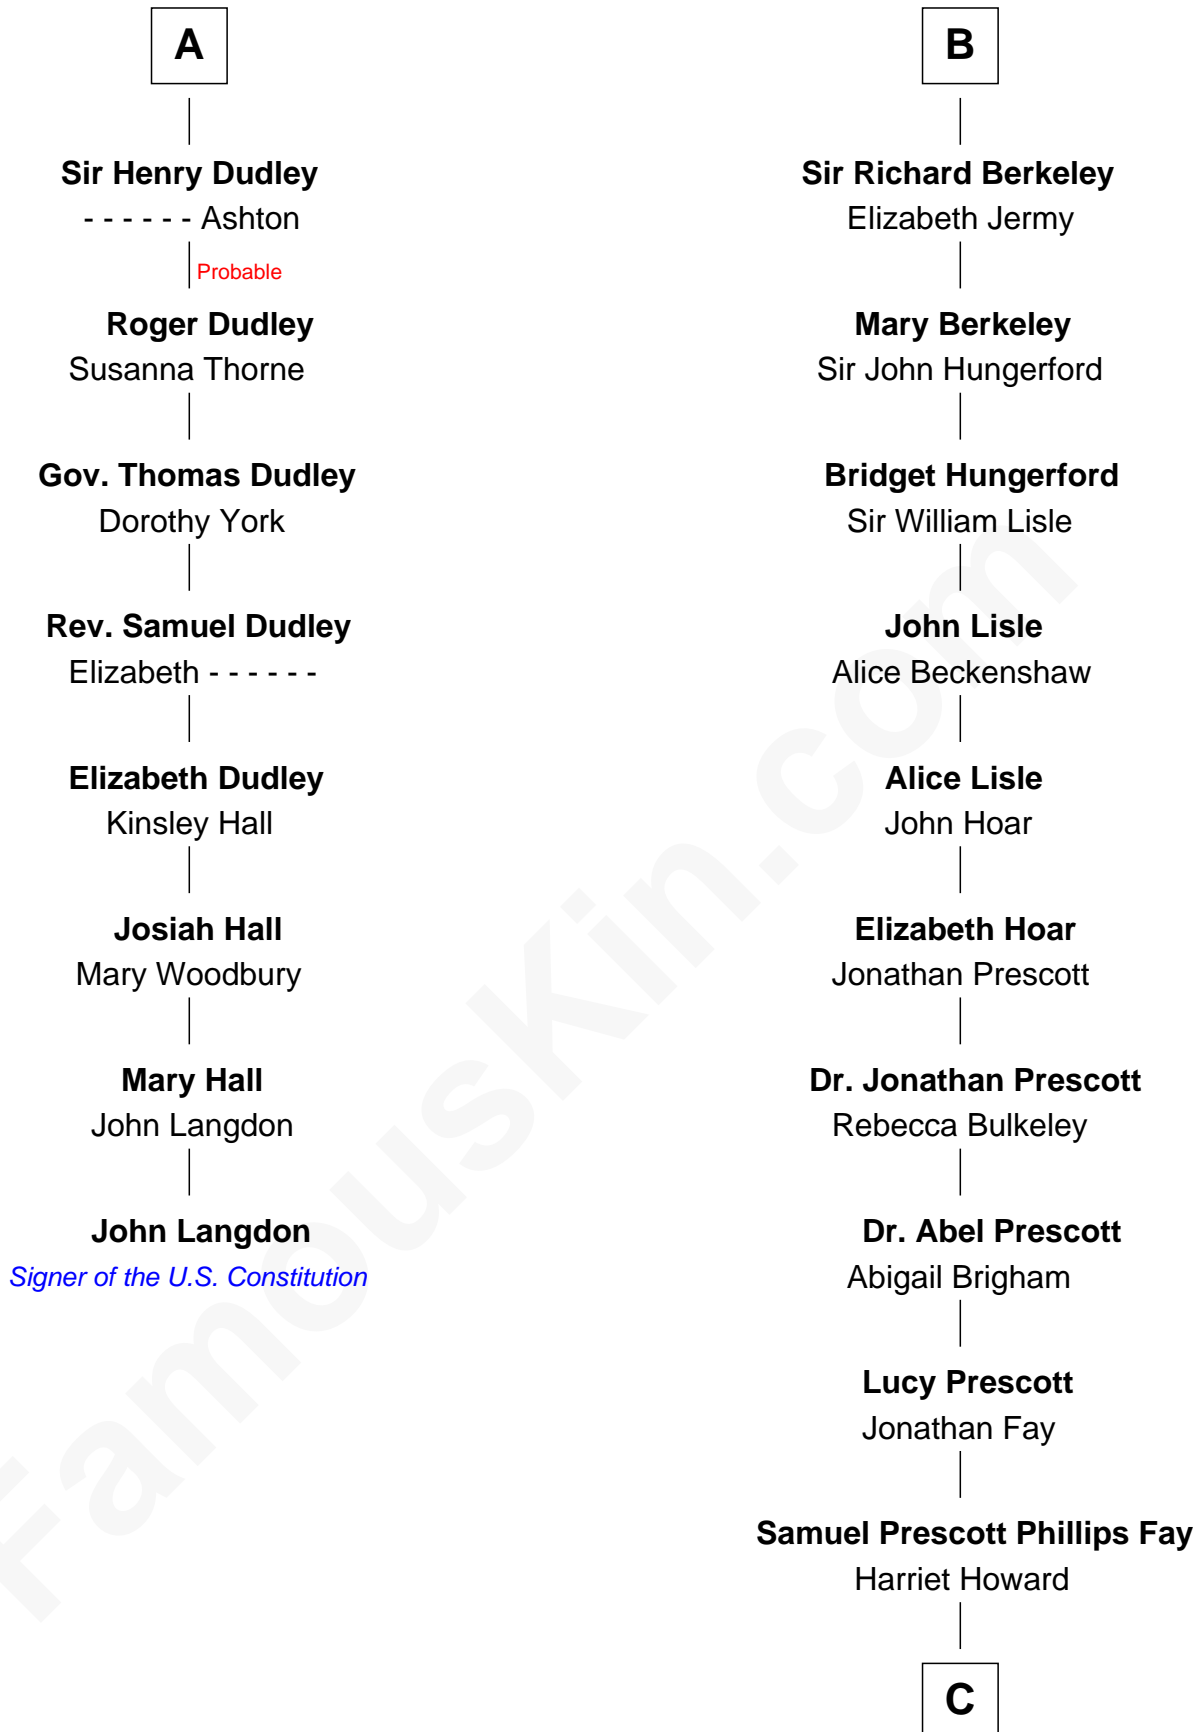 A
Sir Henry Dudley
- - - - - - Ashton
Probable
Roger Dudley
Susanna Thorne
Gov. Thomas Dudley
Dorothy York
Rev. Samuel Dudley
Elizabeth - - - - - -
Elizabeth Dudley
Kinsley Hall
Josiah Hall
Mary Woodbury
Mary Hall
John Langdon
John Langdon
Signer of the U.S. Constitution
B
Sir Richard Berkeley
Elizabeth Jermy
Mary Berkeley
Sir John Hungerford
Bridget Hungerford
Sir William Lisle
John Lisle
Alice Beckenshaw
Alice Lisle
John Hoar
Elizabeth Hoar
Jonathan Prescott
Dr. Jonathan Prescott
Rebecca Bulkeley
Dr. Abel Prescott
Abigail Brigham
Lucy Prescott
Jonathan Fay
Samuel Prescott Phillips Fay
Harriet Howard
C
FamousKin.com